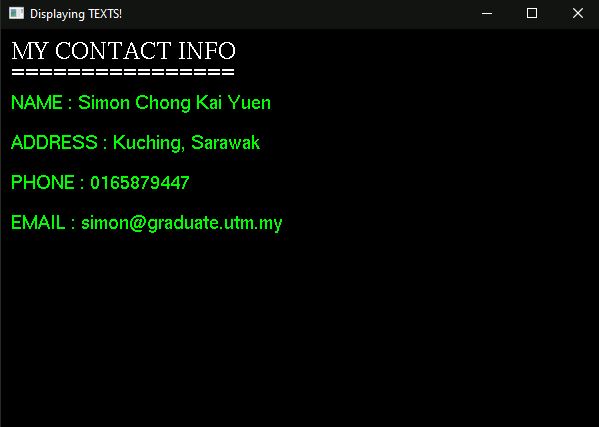 Displaying TEXTS!
MY CONTACT INFO
================
NAME : Simon Chong Kai Yuen
ADDRESS : Kuching, Sarawak
PHONE : 0165879447
EMAIL : simon@graduate.utm.my